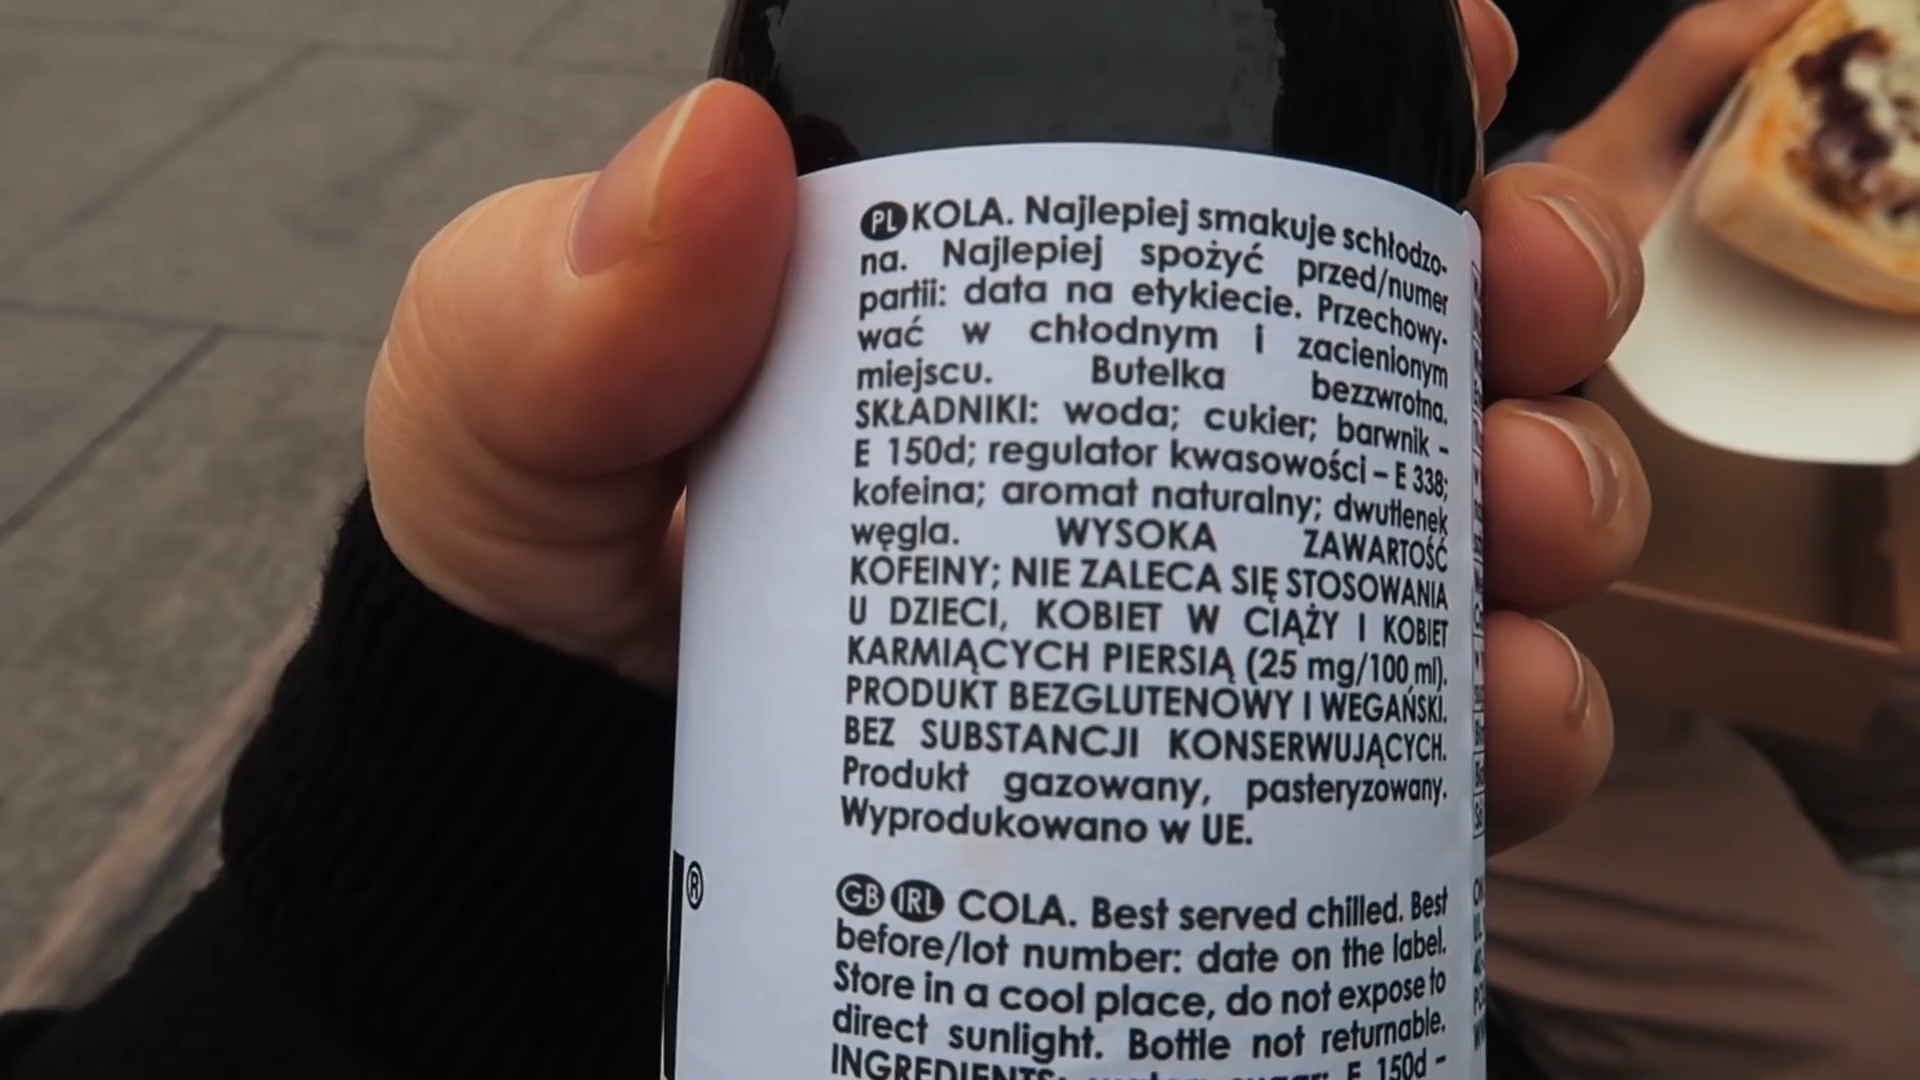 PL KOLA. Najlepiej smakuje schłodzo-
na. Najlepiej spożyć przed/numer
partii: data na etykiecie. Przechowy-
wać w chłodnym i zacienionym
miejscu. Butelka bezzwrotna.
SKŁADNIKI: woda; cukier; barwnik –
E 150d; regulator kwasowości – E 338;
kofeina; aromat naturalny; dwutlenek
węgla. WYSOKA ZAWARTOŚĆ
KOFEINY; NIE ZALECA SIĘ STOSOWANIA
U DZIECI, KOBIET W CIĄŻY I KOBIET
KARMIĄCYCH PIERSIĄ (25 mg/100 ml).
PRODUKT BEZGLUTENOWY I WEGAŃSKI.
BEZ SUBSTANCJI KONSERWUJĄCYCH.
Produkt gazowany, pasteryzowany.
Wyprodukowano w UE.
®
GB IRL COLA. Best served chilled. Best
before/lot number: date on the label.
Store in a cool place, do not expose to
direct sunlight. Bottle not returnable.
INGREDIENTS: water; sugar; E 150d –